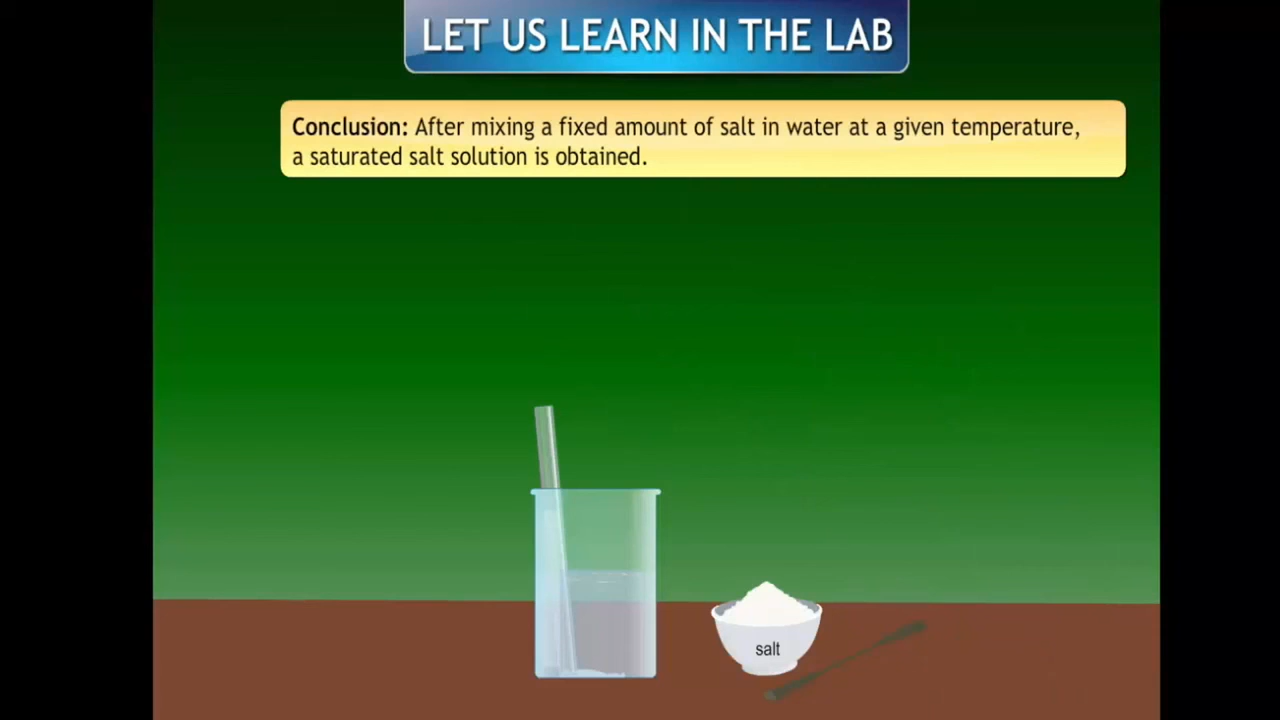 LET US LEARN IN THE LAB
Conclusion: After mixing a fixed amount of salt in water at a given temperature,
a saturated salt solution is obtained.
salt